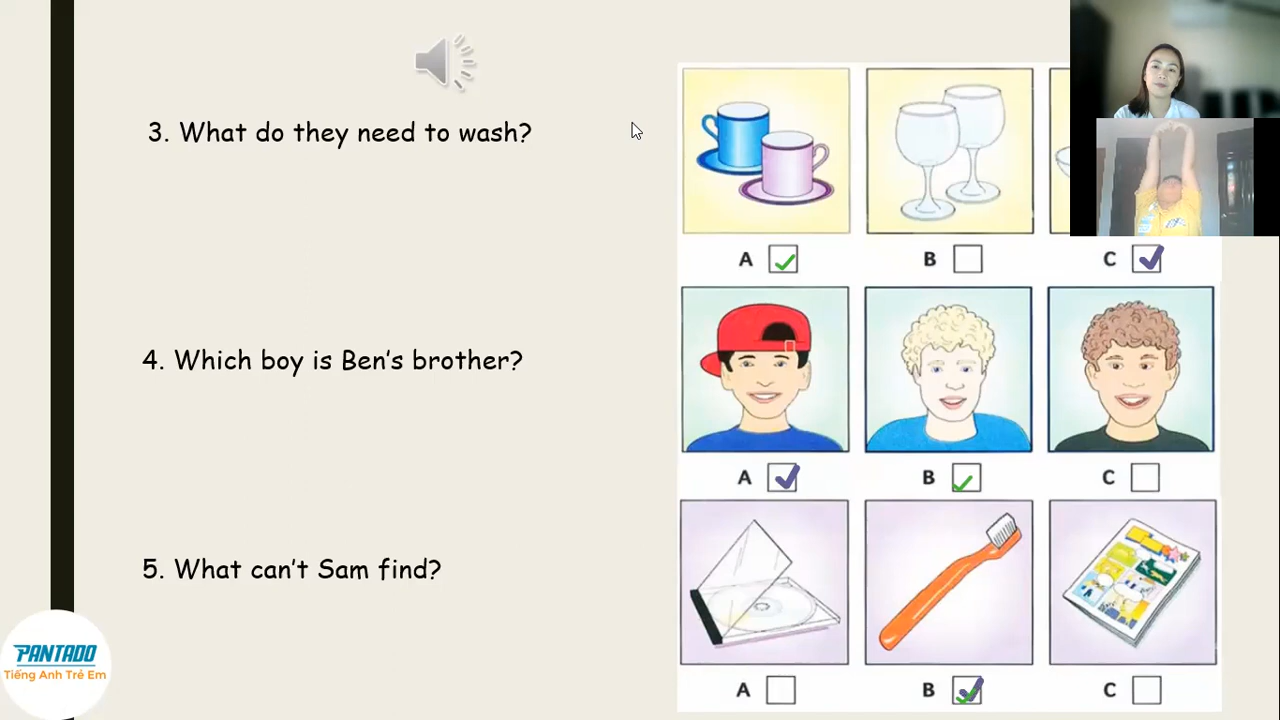 3. What do they need to wash?
A
B
C
4. Which boy is Ben's brother?
A
B
C
5. What can't Sam find?
A
B
C
PANTADO
Tiếng Anh Trẻ Em